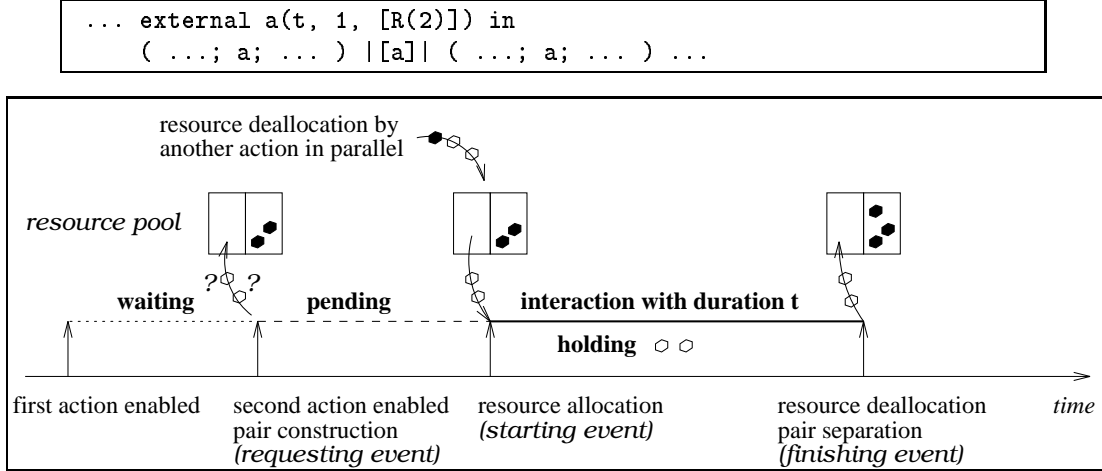 ... external a(t, 1, [R(2)]) in
( ...; a; ... ) |[a]| ( ...; a; ... ) ...
resource deallocation by
another action in parallel
resource pool
? ?
waiting
pending
interaction with duration t
holding
first action enabled
second action enabled
pair construction
(requesting event)
resource allocation
(starting event)
resource deallocation
pair separation
(finishing event)
time